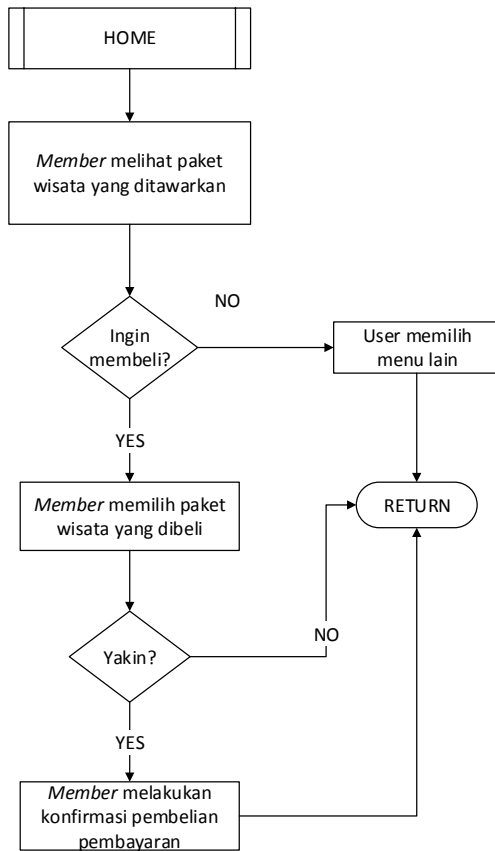 HOME
Member melihat paket
wisata yang ditawarkan
NO
Ingin
membeli?
User memilih
menu lain
YES
Member memilih paket
wisata yang dibeli
RETURN
NO
Yakin?
YES
Member melakukan
konfirmasi pembelian
pembayaran